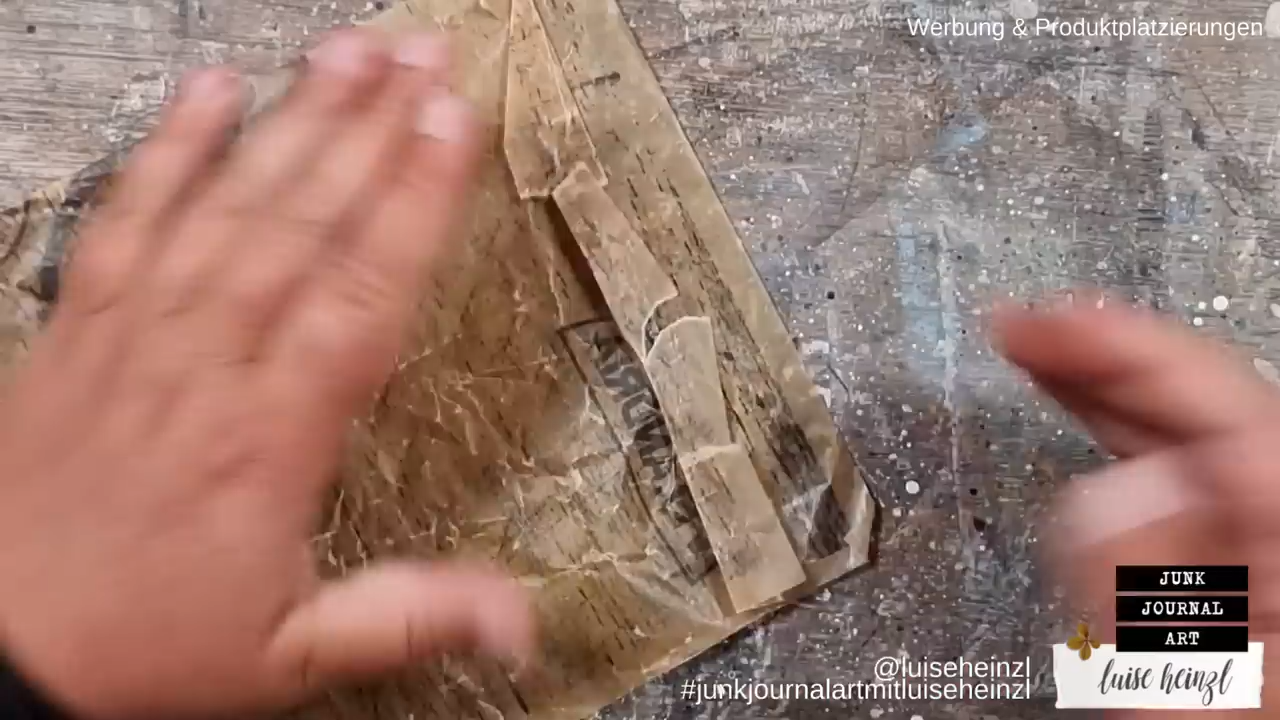 Werbung & Produktplatzierungen
JUNK
JOURNAL
ART
@luiseheinzl
#junkjournalartmitluiseheinzl
luise heinzl